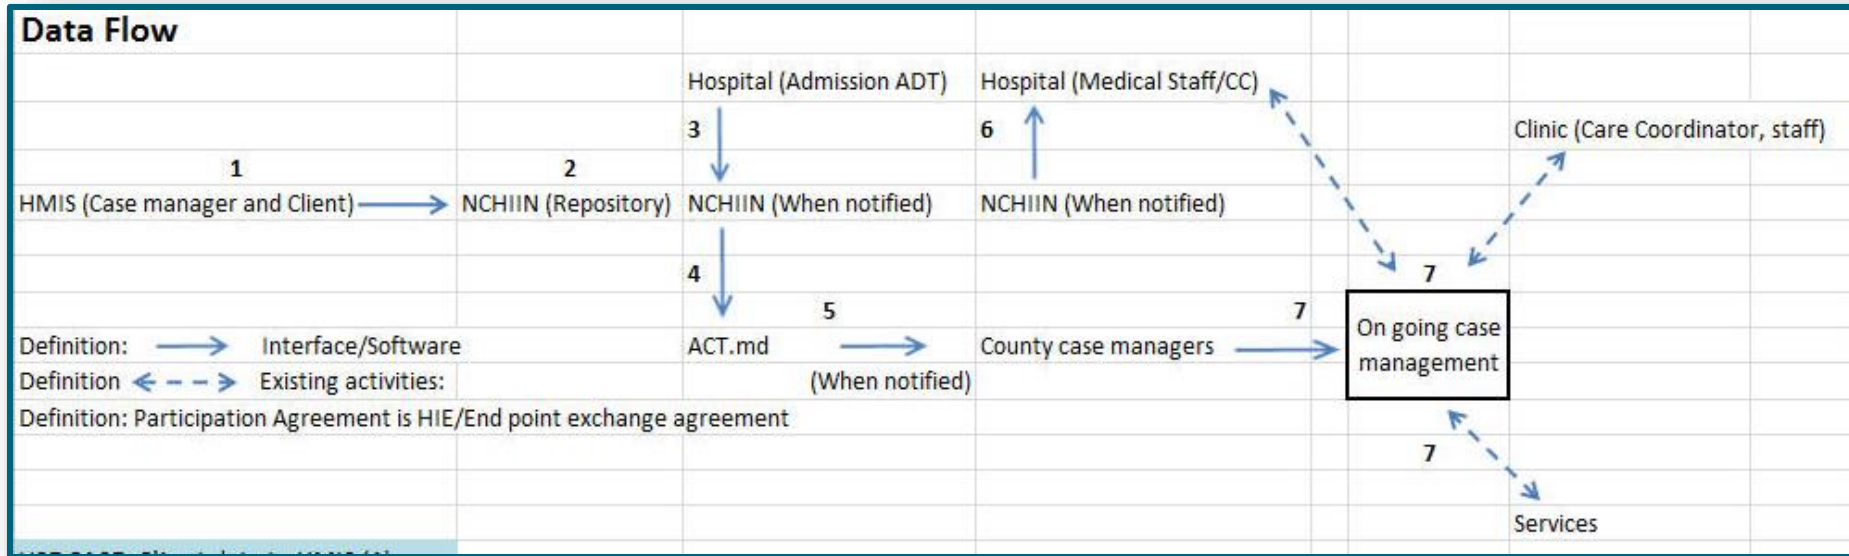 Data Flow
Hospital (Admission ADT) Hospital (Medical Staff/CC)
3 6 Clinic (Care Coordinator, staff)
1 2
HMIS (Case manager and Client) NCHIIN (Repository) NCHIIN (When notified) NCHIIN (When notified)
4 7
5 7
On going case
management
Definition: Interface/Software ACT.md County case managers
Definition Existing activities: (When notified)
Definition: Participation Agreement is HIE/End point exchange agreement
7
Services